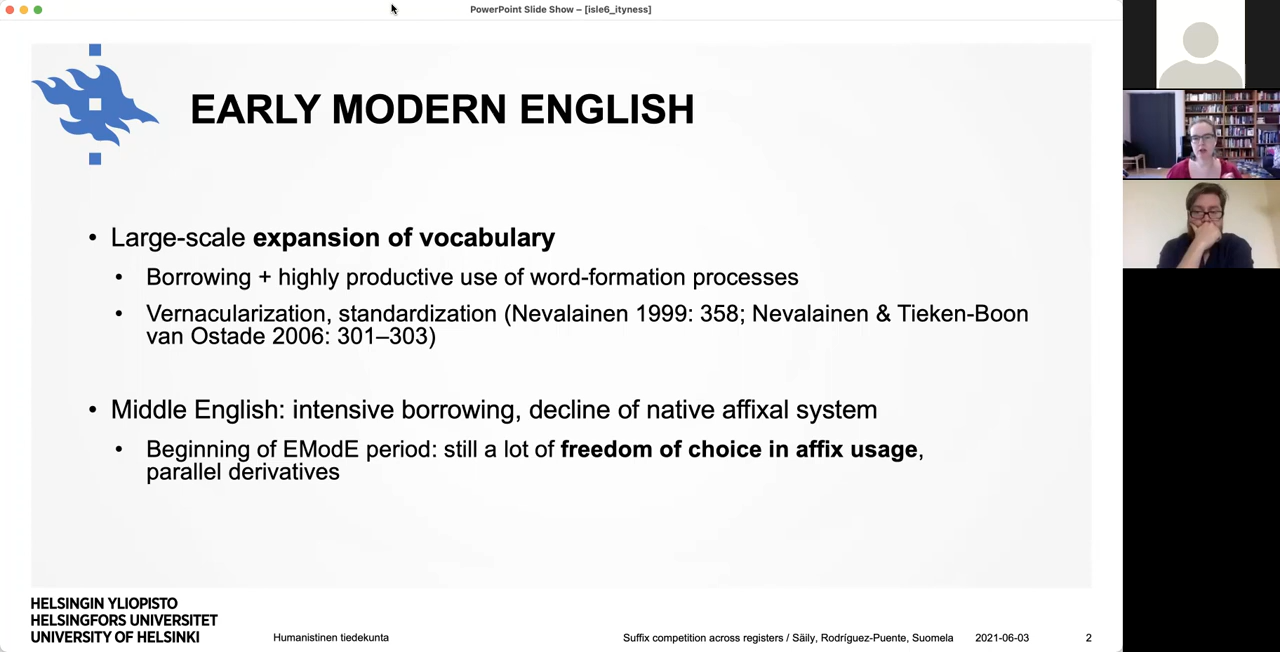 PowerPoint Slide Show – [isle6_ityness]
EARLY MODERN ENGLISH
• Large-scale expansion of vocabulary
• Borrowing + highly productive use of word-formation processes
• Vernacularization, standardization (Nevalainen 1999: 358; Nevalainen & Tieken-Boon
van Ostade 2006: 301–303)
• Middle English: intensive borrowing, decline of native affixal system
• Beginning of EModE period: still a lot of freedom of choice in affix usage,
parallel derivatives
HELSINGIN YLIOPISTO
HELSINGFORS UNIVERSITET
UNIVERSITY OF HELSINKI
Humanistinen tiedekunta
Suffix competition across registers / Säily, Rodríguez-Puente, Suomela
2021-06-03
2